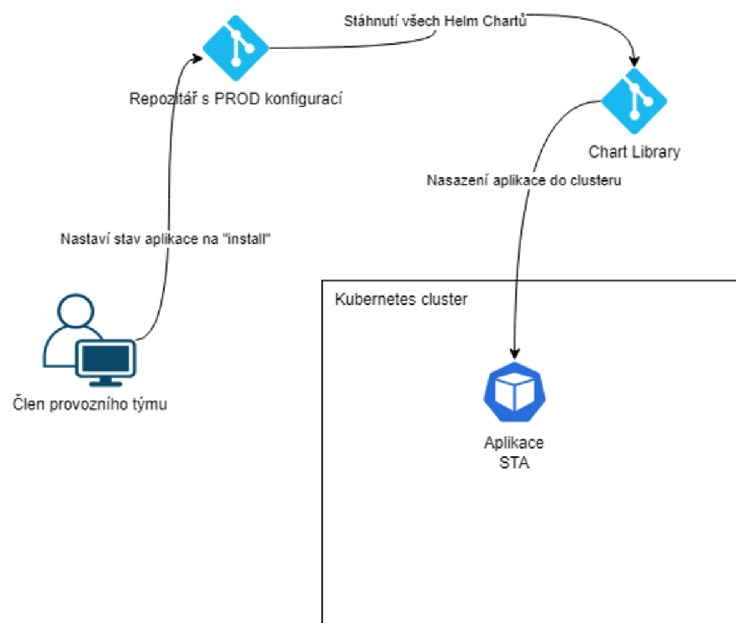 Stáhnutí všech Helm Chartů
Repozitář s PROD konfigurací
Chart Library
Nasazení aplikace do clusteru
Nastaví stav aplikace na "install"
Kubernetes cluster
Člen provozního týmu
Aplikace
STA